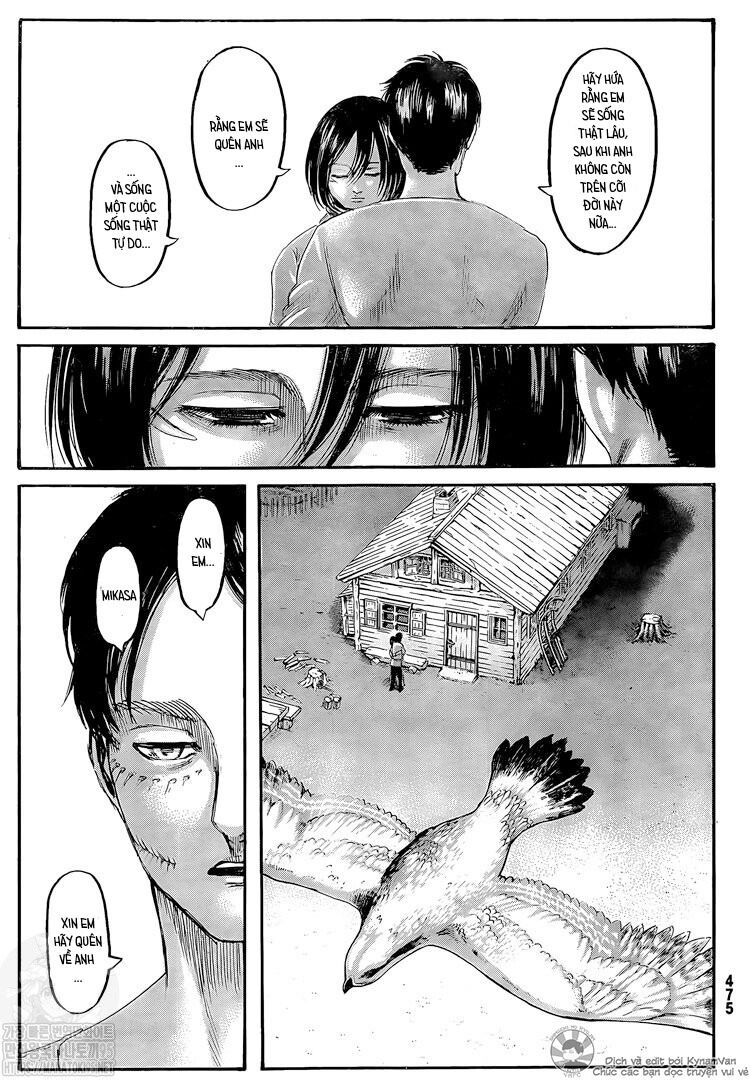 HÃY HỨA
RẰNG EM
SẼ SỐNG
THẬT LÂU,
SAU KHI ANH
KHÔNG CÒN
TRÊN CÕI
ĐỜI NÀY
NỮA...
RẰNG EM SẼ
QUÊN ANH
...
...
VÀ SỐNG
MỘT CUỘC
SỐNG THẬT
TỰ DO...
XIN
EM...
MIKASA
XIN EM
HÃY QUÊN
VỀ ANH
...
475
Dịch và edit bởi KynamVan
Chúc các bạn đọc truyện vui vẻ